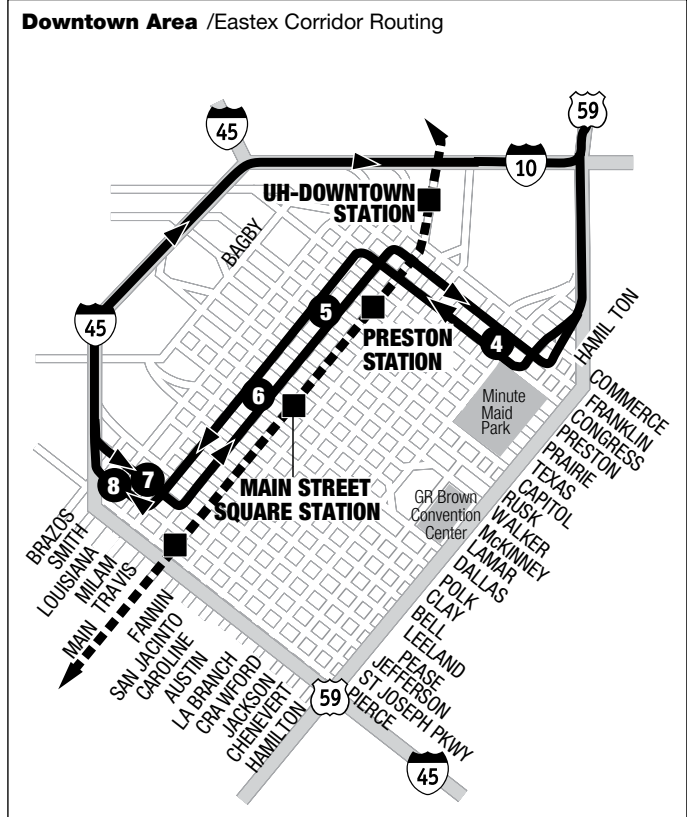 Downtown Area /Eastex Corridor Routing
59
45
10
UH-DOWNTOWN
STATION
BAGBY
45
5
PRESTON
STATION
4
HAMIL TON
6
Minute
Maid
Park
COMMERCE
FRANKLIN
CONGRESS
PRESTON
PRAIRIE
TEXAS
CAPITOL
RUSK
WALKER
McKINNEY
LAMAR
DALLAS
POLK
CLAY
BELL
LEELAND
PEASE
JEFFERSON
ST JOSEPH PKWY
PIERCE
8
7
MAIN STREET
SQUARE STATION
GR Brown
Convention
Center
BRAZOS
SMITH
LOUISIANA
MILAM
TRAVIS
MAIN
FANNIN
SAN JACINTO
CAROLINE
AUSTIN
LA BRANCH
CRAWFORD
JACKSON
CHENEVERT
HAMILTON
59
45